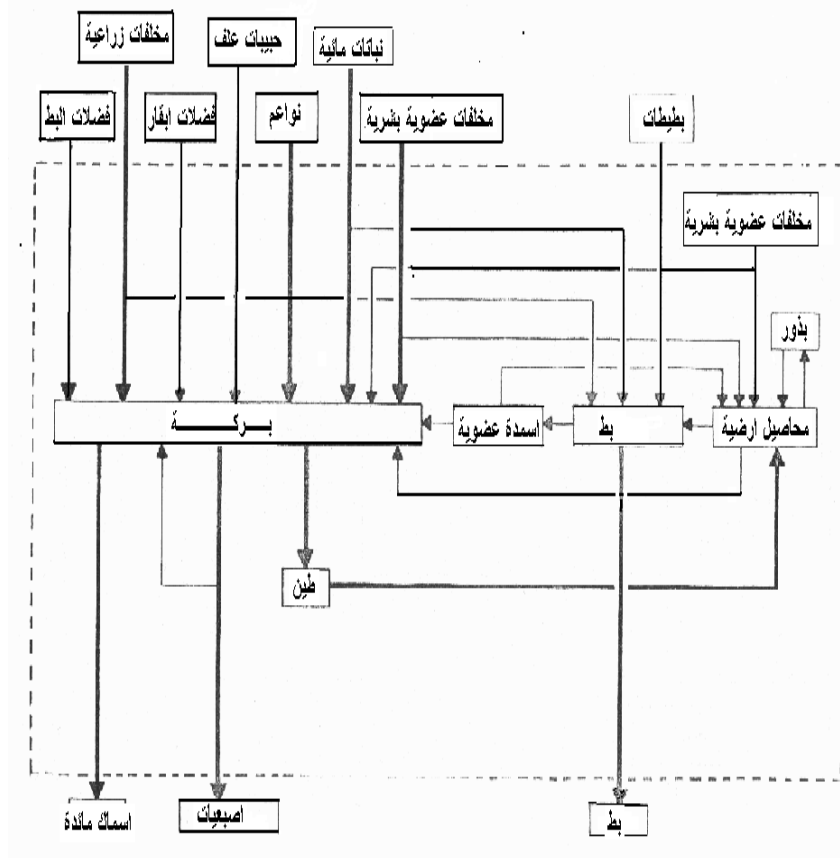 مخلفات زراعية
حبيبات علف
نباتات مائية
فضلات البط
فضلات ابقار
نواعم
مخلفات عضوية بشرية
بطيطات
مخلفات عضوية بشرية
بذور
بــركــــــــة
اسمدة عضوية
بط
محاصيل ارضية
طين
اسماك مائدة
اصبعيات
بط